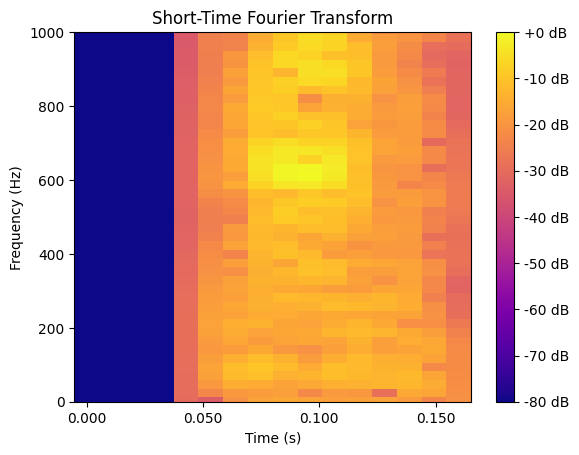 Short-Time Fourier Transform
1000
800
600
400
200
0
Frequency (Hz)
0.000
0.050
0.100
0.150
Time (s)
+0 dB
-10 dB
-20 dB
-30 dB
-40 dB
-50 dB
-60 dB
-70 dB
-80 dB